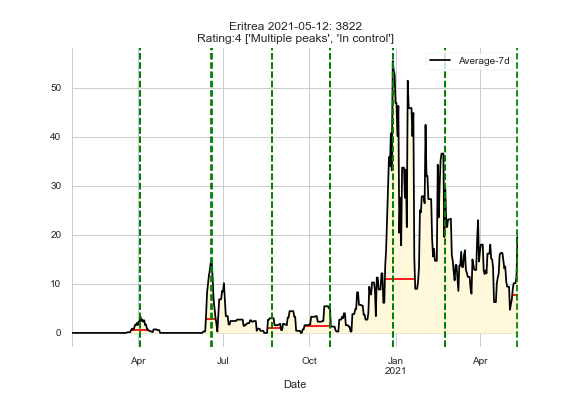 Eritrea 2021-05-12: 3822
Rating:4 ['Multiple peaks', 'In control']
Average-7d
50
40
30
20
10
0
Apr
Jul
Oct
Jan
2021
Apr
Date